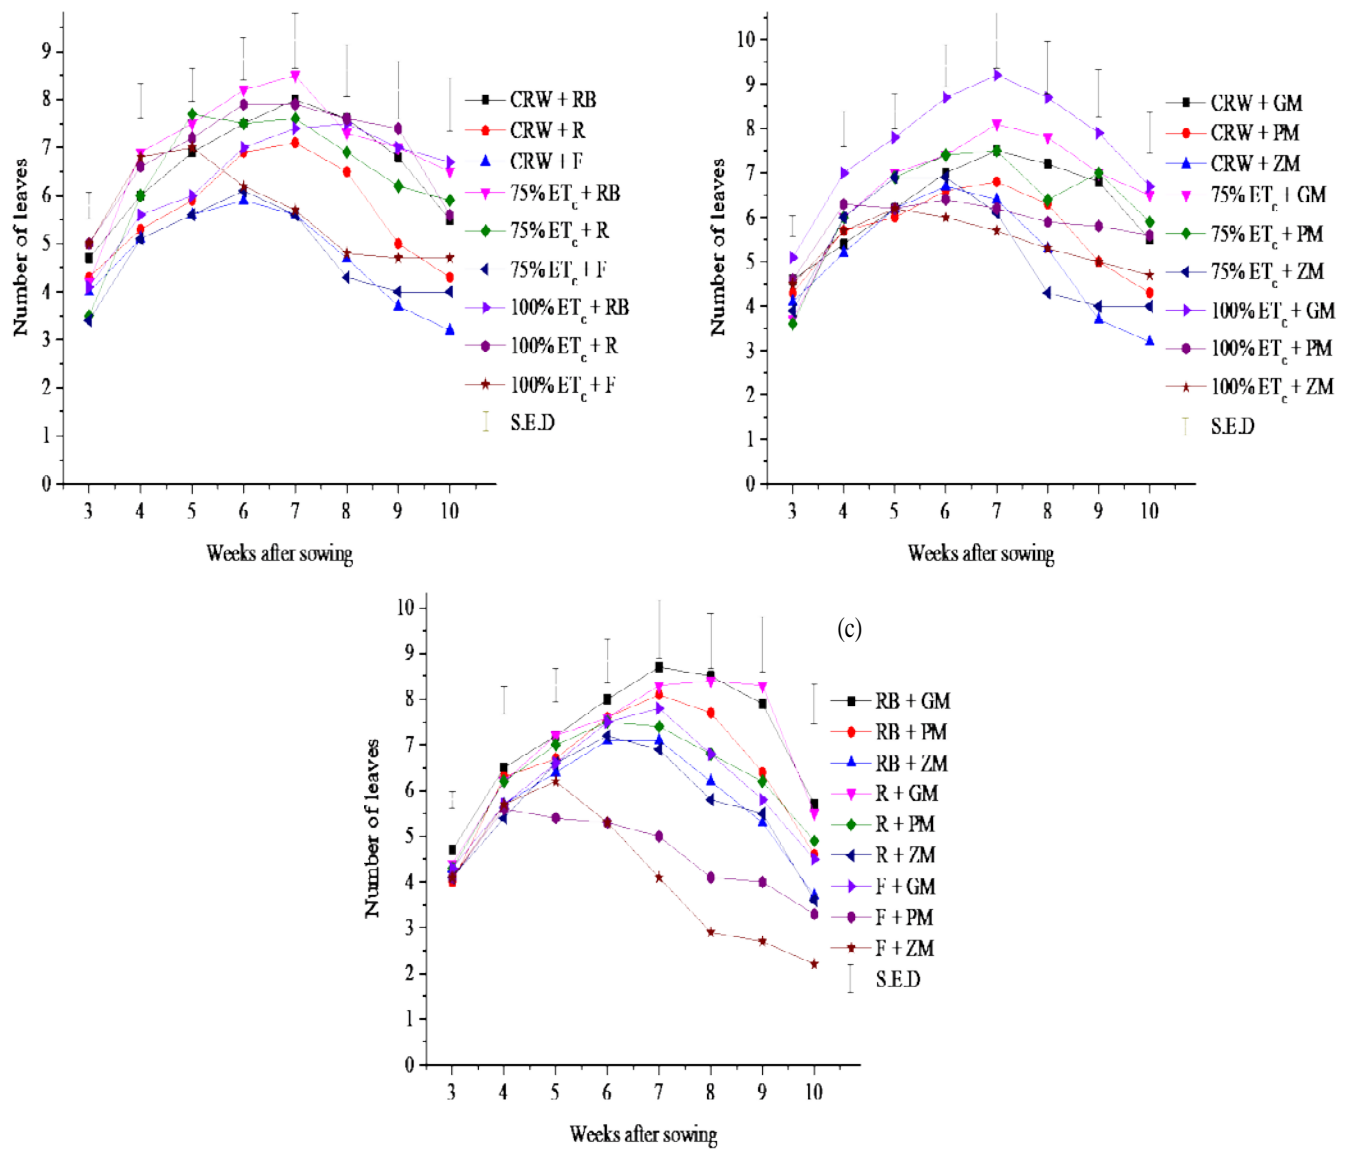 Number of leaves
9
8
7
6
5
4
3
2
1
0
3 4 5 6 7 8 9 10
Weeks after sowing
CRW + RB
CRW + R
CRW + F
75% ETc + RB
75% ETc + R
75% ETc + F
100% ETc + RB
100% ETc + R
100% ETc + F
S.E.D
Number of leaves
10
9
8
7
6
5
4
3
2
1
0
3 4 5 6 7 8 9 10
Weeks after sowing
CRW + GM
CRW + PM
CRW + ZM
75% ETc + GM
75% ETc + PM
75% ETc + ZM
100% ETc + GM
100% ETc + PM
100% ETc + ZM
S.E.D
Number of leaves
10
9
8
7
6
5
4
3
2
1
0
3 4 5 6 7 8 9 10
Weeks after sowing
(c)
RB + GM
RB + PM
RB + ZM
R + GM
R + PM
R + ZM
F + GM
F + PM
F + ZM
S.E.D